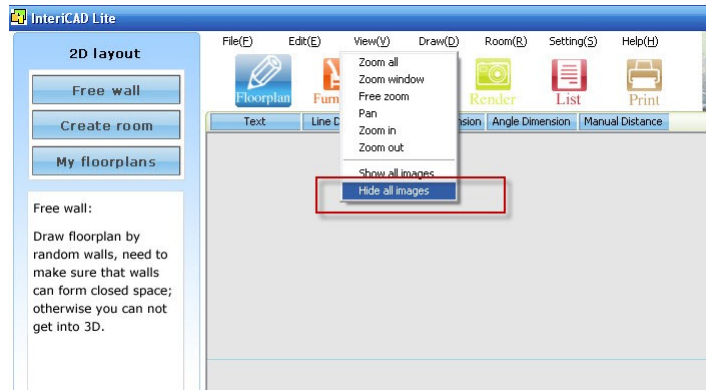 InteriCAD Lite
File(F) Edit(E) View(V) Draw(D) Room(R) Setting(S) Help(H)
2D layout
Free wall
Create room
My floorplans
Floorplan Render List Print
Text Line Angle Dimension Manual Distance
Zoom all
Zoom window
Free zoom
Pan
Zoom in
Zoom out
Show all images
Hide all images
Free wall:
Draw floorplan by
random walls, need to
make sure that walls
can form closed space;
otherwise you can not
get into 3D.